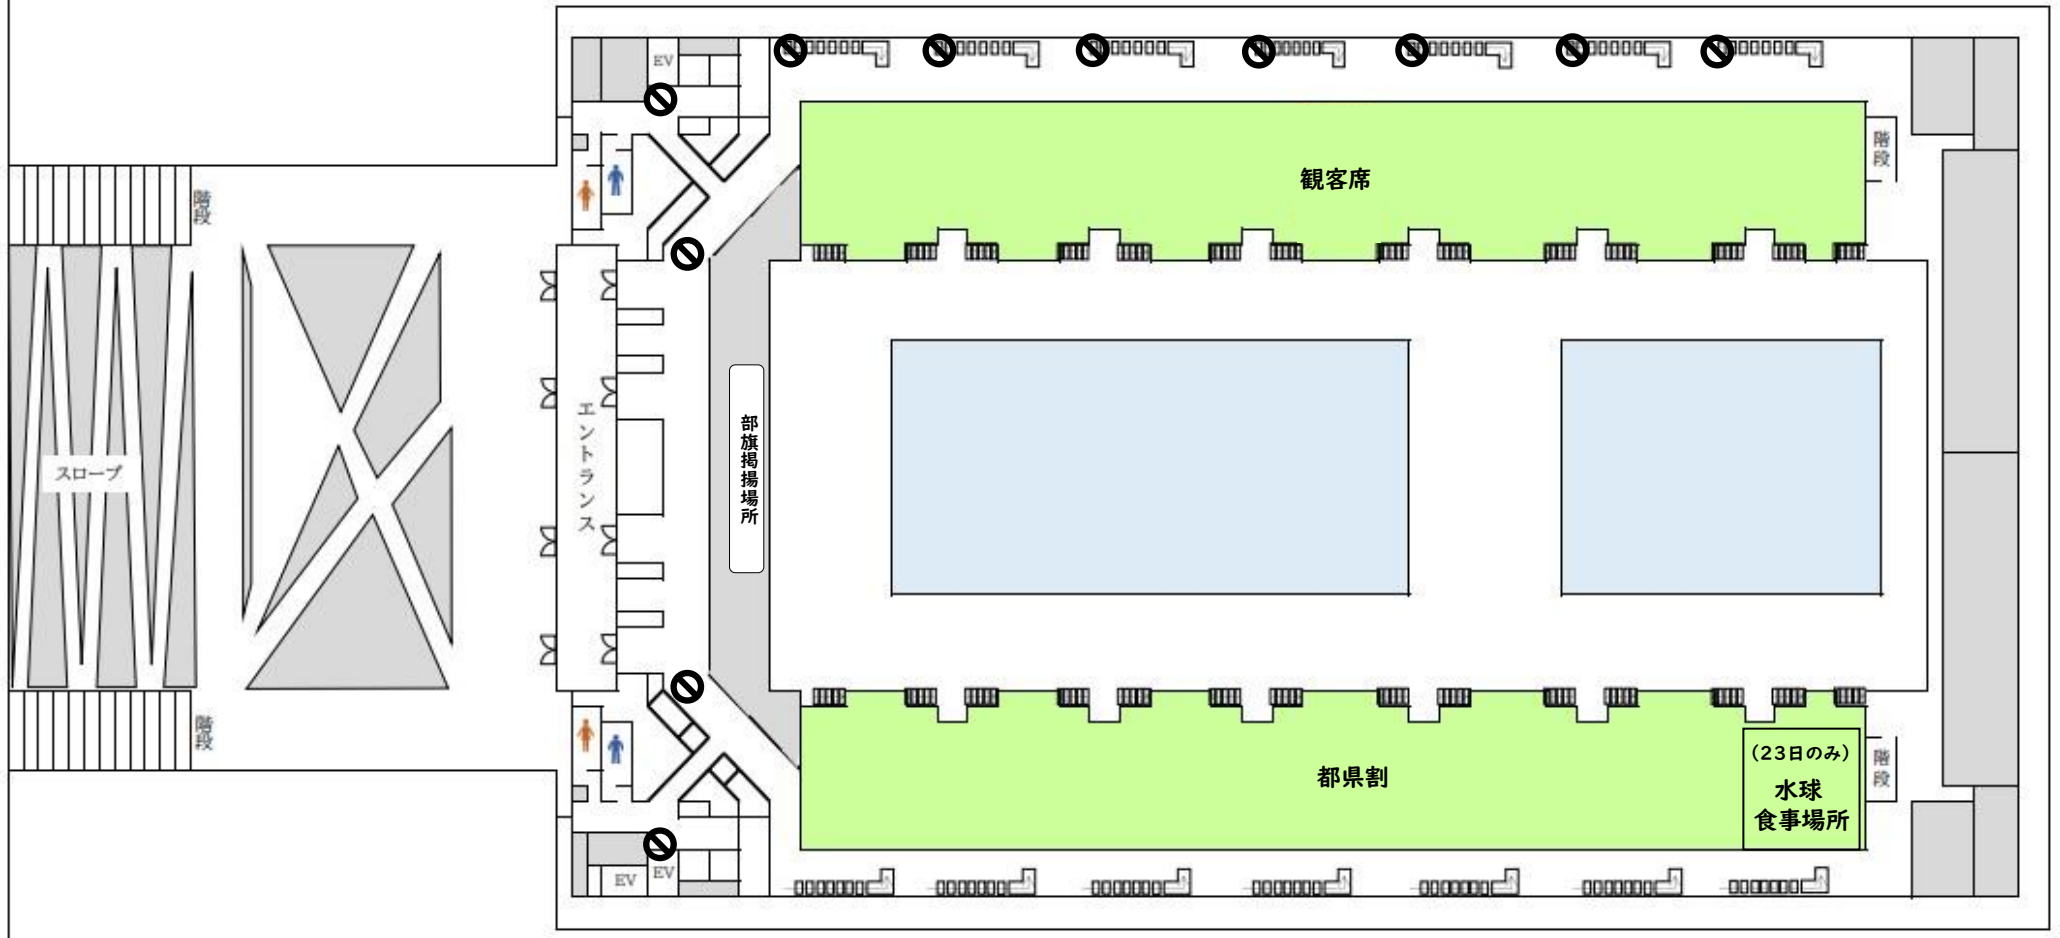 EV
階段
階段
観客席
エントランス
部旗掲揚場所
スロープ
階段
(23日のみ)
水球
食事場所
都県割
階段
EV
EV